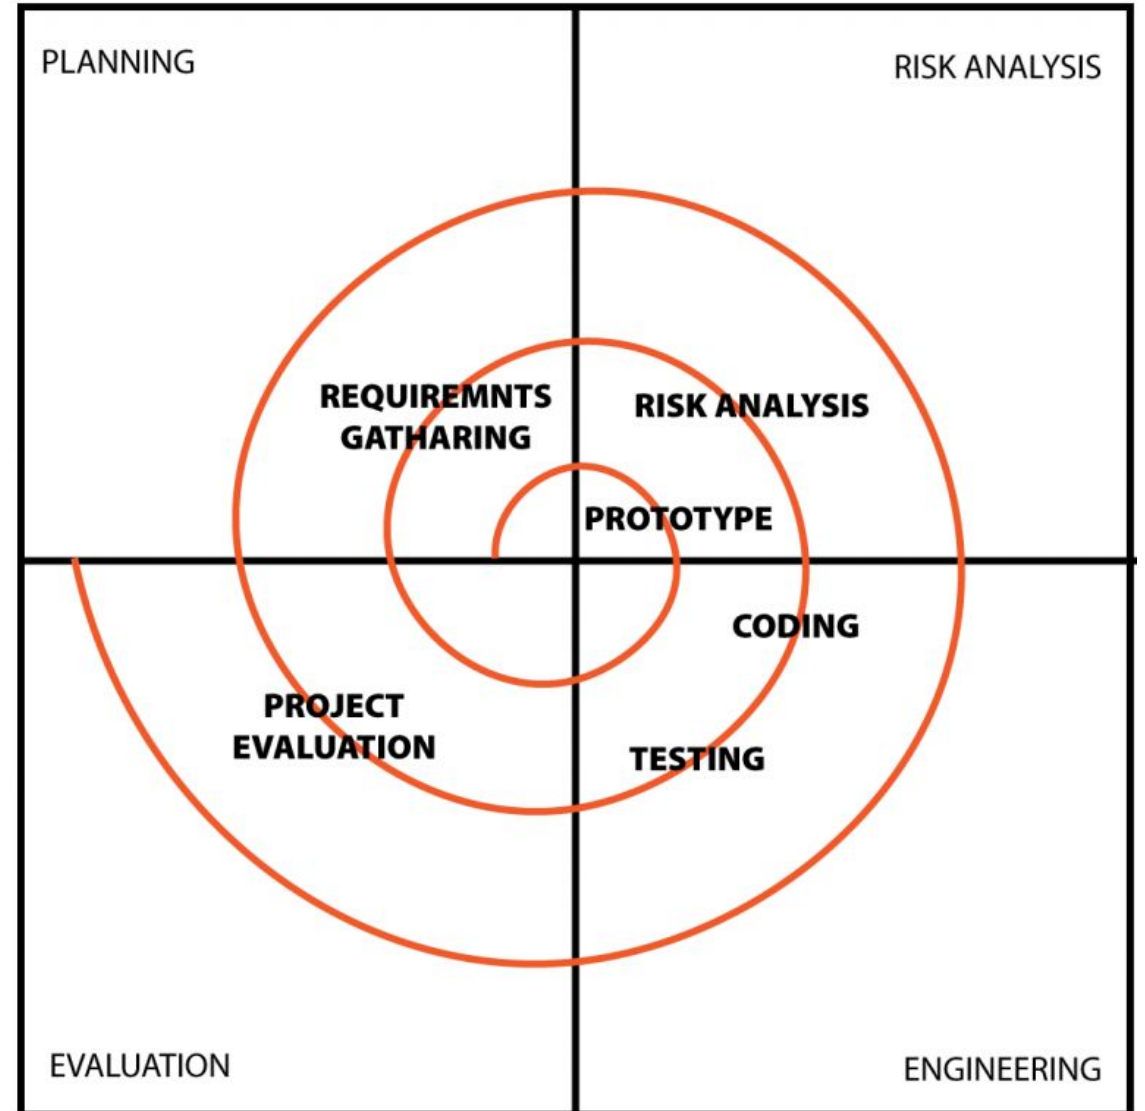 PLANNING
RISK ANALYSIS
REQUIREMNTS
GATHARING
RISK ANALYSIS
PROTOTYPE
CODING
PROJECT
EVALUATION
TESTING
EVALUATION
ENGINEERING